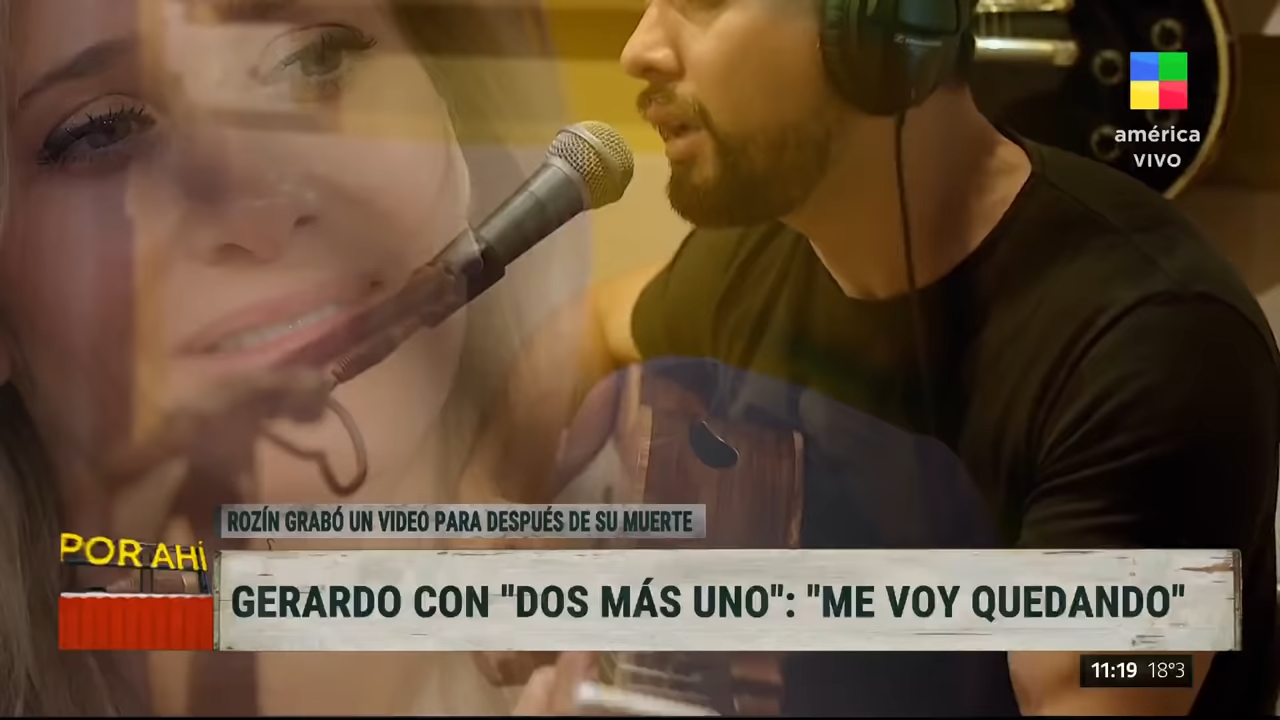 américa
VIVO
ROZÍN GRABÓ UN VIDEO PARA DESPUÉS DE SU MUERTE
POR AHÍ
GERARDO CON "DOS MÁS UNO": "ME VOY QUEDANDO"
11:19 18°3